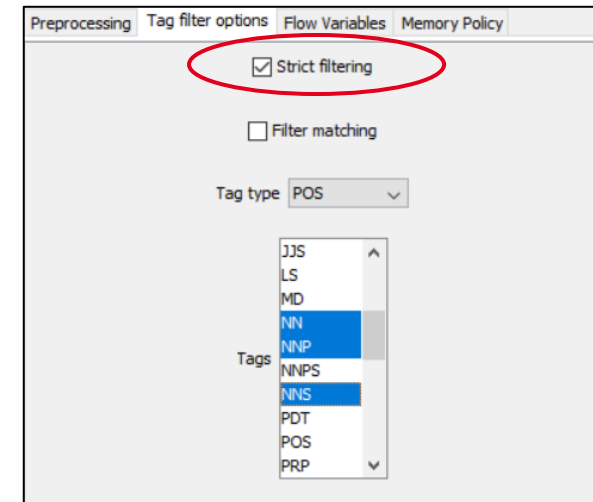 Preprocessing Tag filter options Flow Variables Memory Policy
Strict filtering
Filter matching
Tag type POS
JJS
LS
MD
NN
NNP
Tags
NNPS
NNS
PDT
POS
PRP